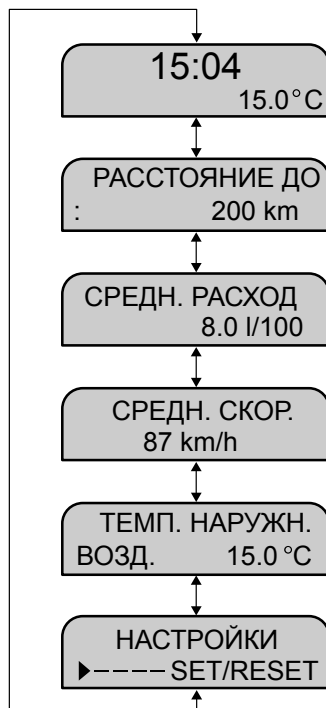 15:04
15.0°C
РАССТОЯНИЕ ДО
: 200 km
СРЕДН. РАСХОД
8.0 l/100
СРЕДН. СКОР.
87 km/h
ТЕМП. НАРУЖН.
ВОЗД. 15.0 °C
НАСТРОЙКИ
▶---- SET/RESET